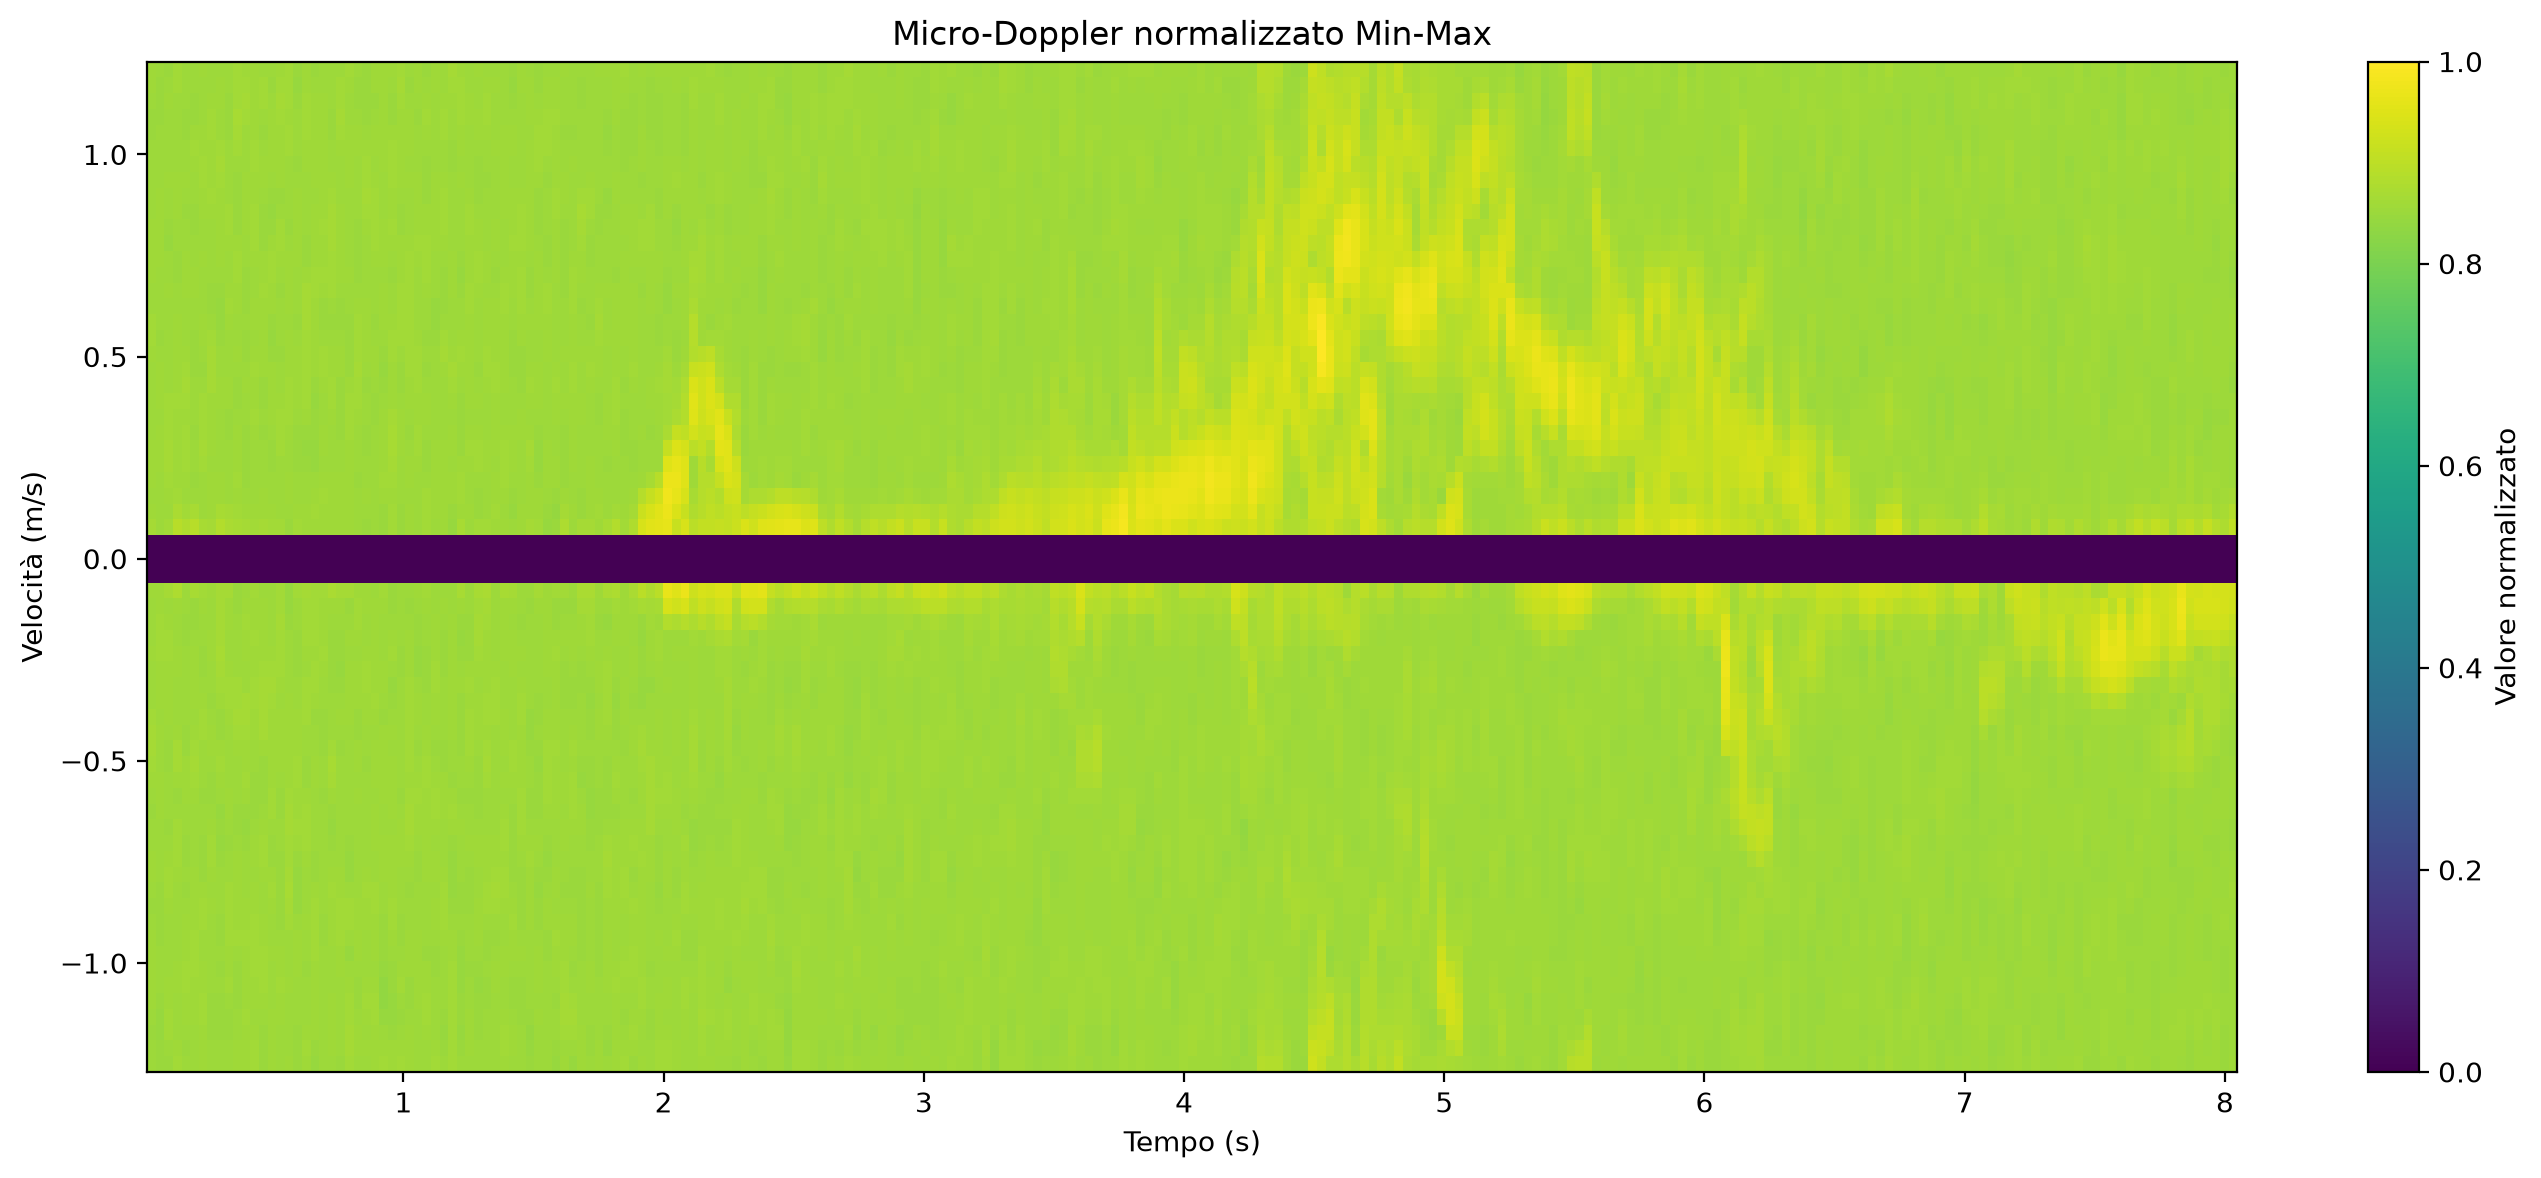 Micro-Doppler normalizzato Min-Max
Velocità (m/s)
1.0
0.5
0.0
−0.5
−1.0
1 2 3 4 5 6 7 8
Tempo (s)
1.0
0.8
0.6
0.4
0.2
0.0
Valore normalizzato